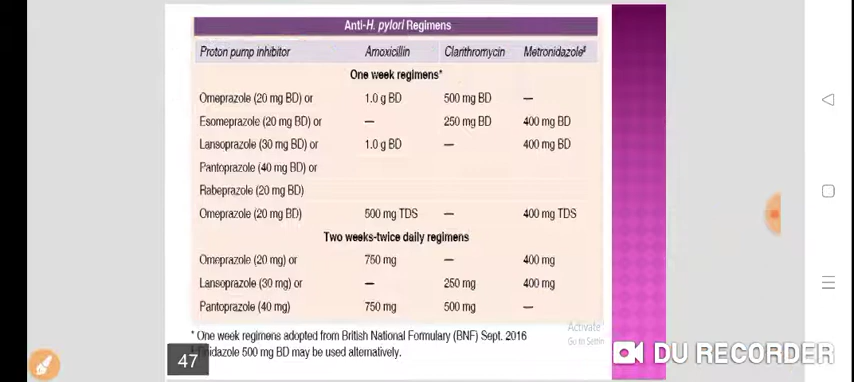 Anti-H. pylori Regimens
Proton pump inhibitor Amoxicillin Clarithromycin Metronidazole$
One week regimens*
Omeprazole (20 mg BD) or 1.0 g BD 500 mg BD —
Esomeprazole (20 mg BD) or — 250 mg BD 400 mg BD
Lansoprazole (30 mg BD) or 1.0 g BD — 400 mg BD
Pantoprazole (40 mg BD) or
Rabeprazole (20 mg BD)
Omeprazole (20 mg BD) 500 mg TDS — 400 mg TDS
Two weeks-twice daily regimens
Omeprazole (20 mg) or 750 mg — 400 mg
Lansoprazole (30 mg) or — 250 mg 400 mg
Pantoprazole (40 mg) 750 mg 500 mg —
* One week regimens adopted from British National Formulary (BNF) Sept. 2016
500 mg BD may be used alternatively.
47
Activate
Go to Settin
DU RECORDER